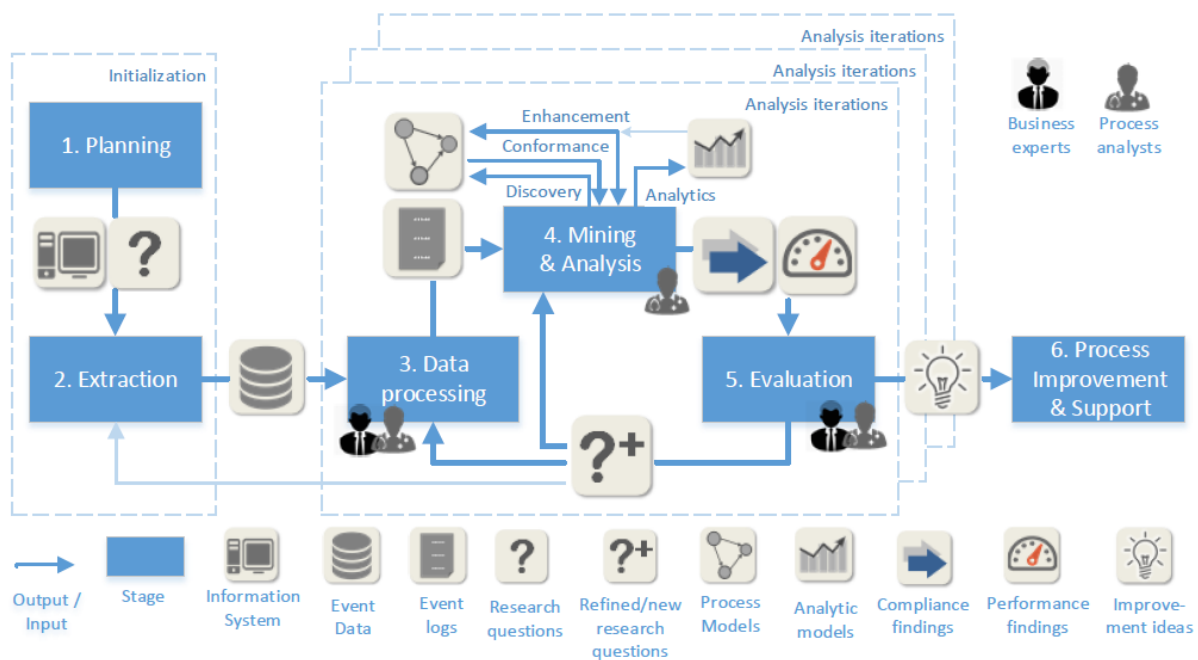 Analysis iterations
Analysis iterations
Initialization
Analysis iterations
Business
experts
Process
analysts
1. Planning
Enhancement
Conformance
Discovery
Analytics
4. Mining
& Analysis
?
2. Extraction
3. Data
processing
5. Evaluation
6. Process
Improvement
& Support
?+
?
?+
Output /
Input
Stage
Information
System
Event
Data
Event
logs
Research
questions
Refined/new
research
questions
Process
Models
Analytic
models
Compliance
findings
Performance
findings
Improve-
ment ideas